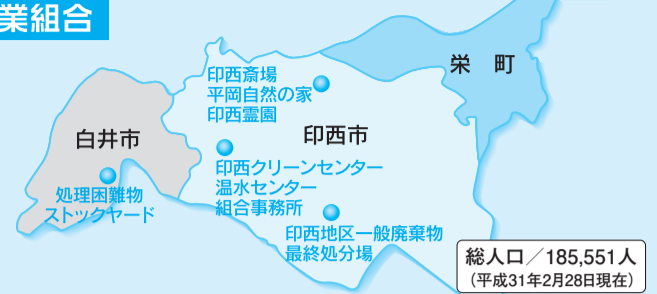 業組合
栄 町
印西斎場
平岡自然の家
印西霊園
印西市
白井市
印西クリーンセンター
温水センター
組合事務所
処理困難物
ストックヤード
印西地区一般廃棄物
最終処分場
総人口／185,551人
（平成31年2月28日現在）